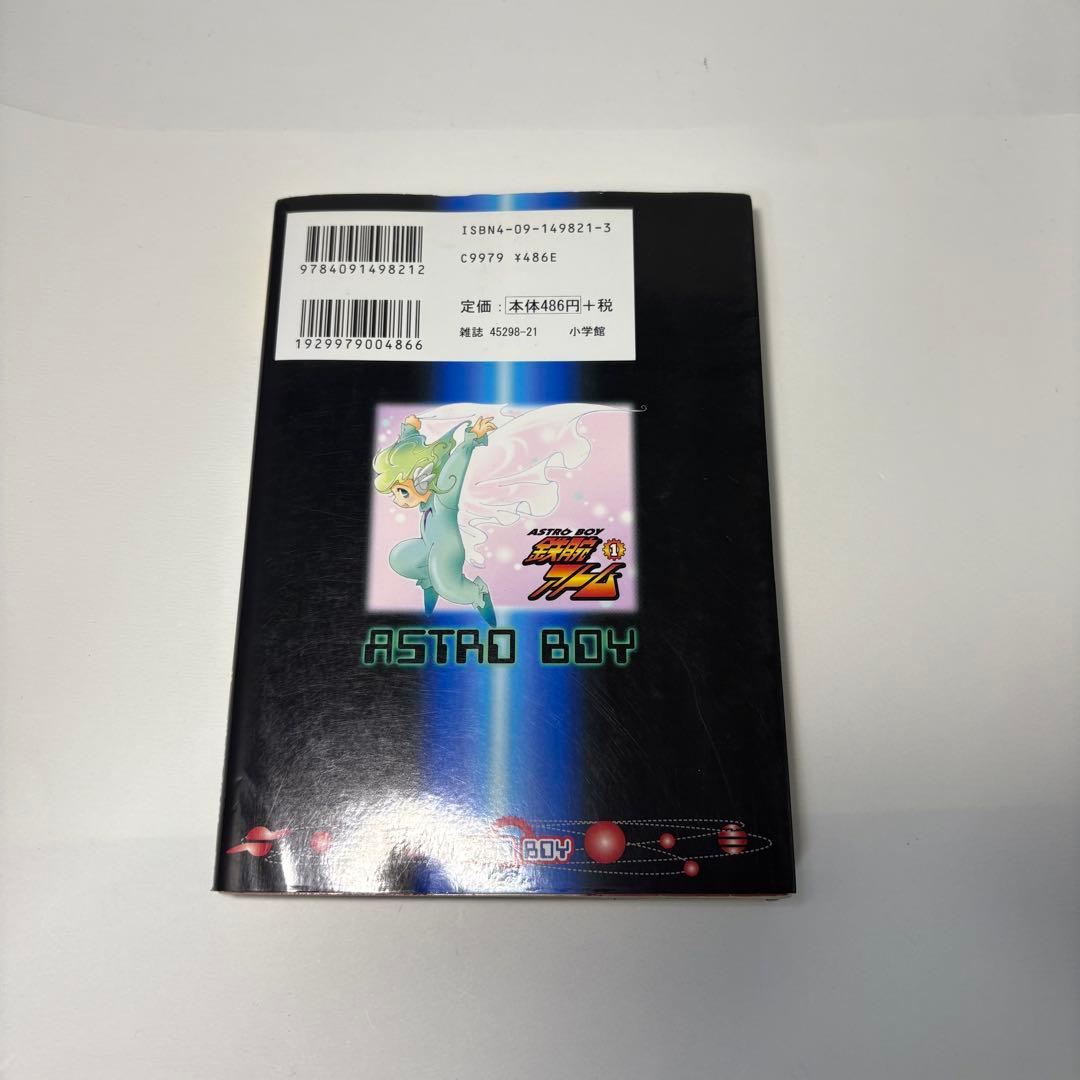 ISBN4-09-149821-3
C9979 ¥486E
9784091498212
定価：本体486円+税
雑誌 45298-21 小学館
1929979004866
ASTRO BOY
鉄腕
1
アトム
ASTRO BOY
BOY